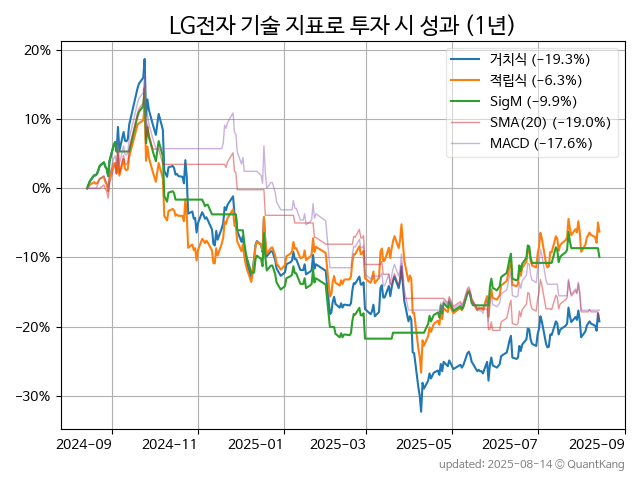 LG전자 기술 지표로 투자 시 성과 (1년)
20%
10%
0%
−10%
−20%
−30%
거치식 (−19.3%)
적립식 (−6.3%)
SigM (−9.9%)
SMA(20) (−19.0%)
MACD (−17.6%)
2024-09
2024-11
2025-01
2025-03
2025-05
2025-07
2025-09
updated: 2025-08-14 © QuantKang